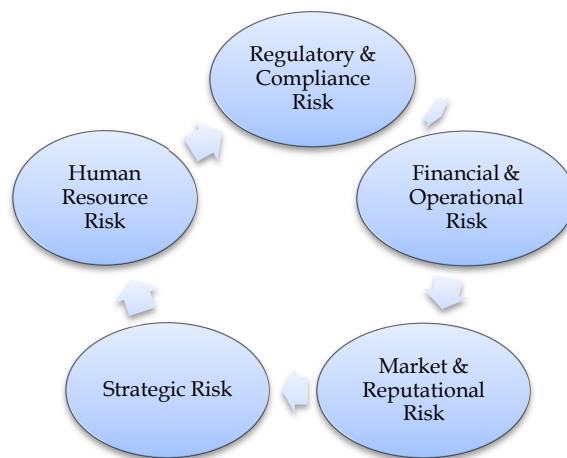 Regulatory &
Compliance
Risk
Financial &
Operational
Risk
Market &
Reputational
Risk
Strategic Risk
Human
Resource
Risk